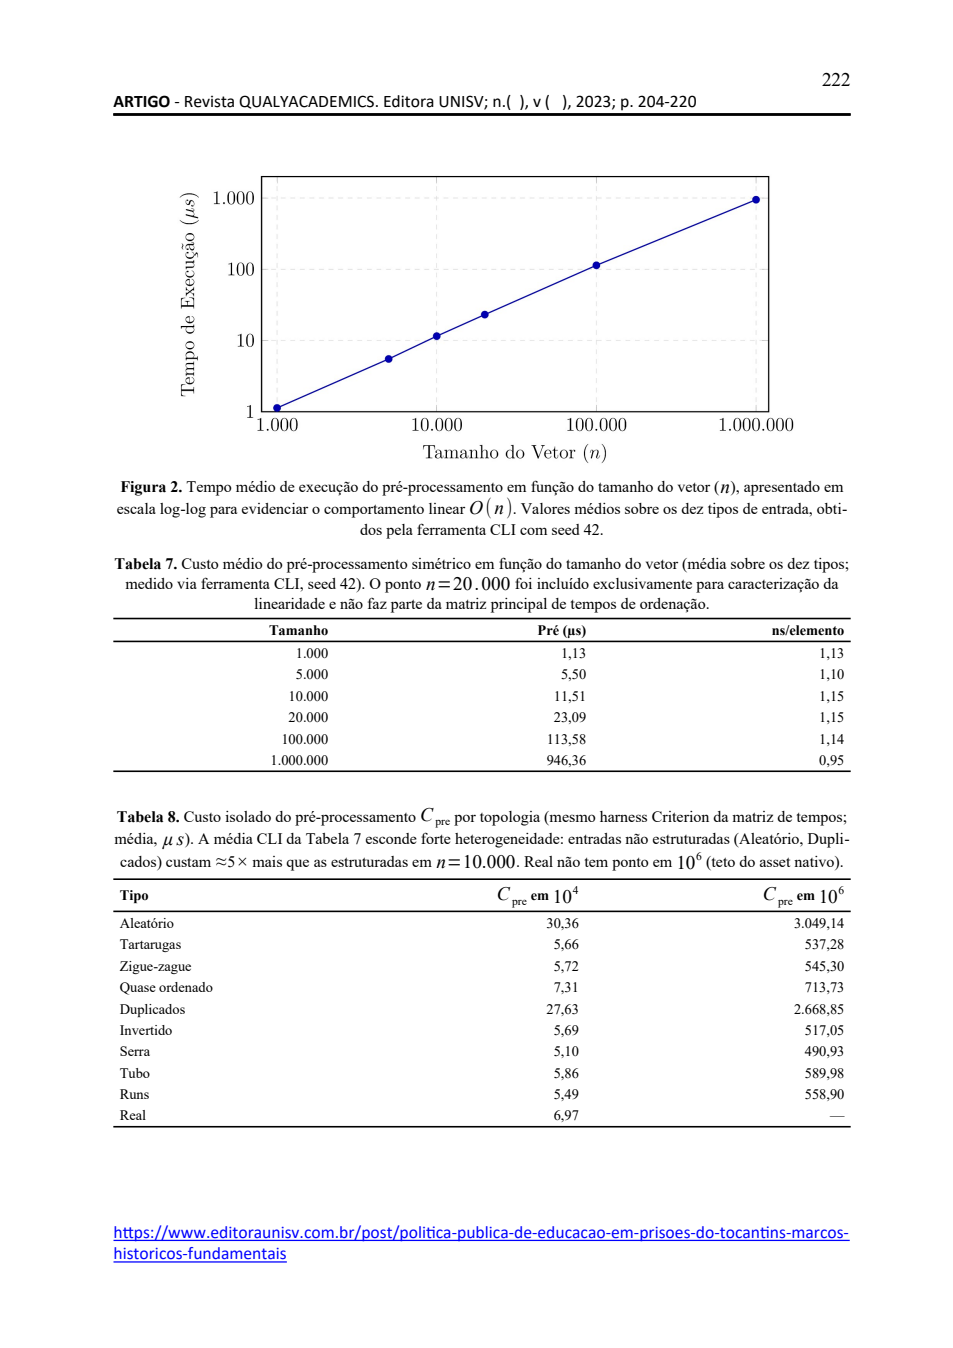 222
ARTIGO - Revista QUALYACADEMICS. Editora UNISV; n.( ), v ( ), 2023; p. 204-220
Tempo de Execução (µs)
1.000
100
10
1
1.000 10.000 100.000 1.000.000
Tamanho do Vetor (n)
Figura 2. Tempo médio de execução do pré-processamento em função do tamanho do vetor (n), apresentado em
escala log-log para evidenciar o comportamento linear O(n). Valores médios sobre os dez tipos de entrada, obti-
dos pela ferramenta CLI com seed 42.
Tabela 7. Custo médio do pré-processamento simétrico em função do tamanho do vetor (média sobre os dez tipos;
medido via ferramenta CLI, seed 42). O ponto n=20.000 foi incluído exclusivamente para caracterização da
linearidade e não faz parte da matriz principal de tempos de ordenação.
Tamanho Pré (µs) ns/elemento
1.000 1,13 1,13
5.000 5,50 1,10
10.000 11,51 1,15
20.000 23,09 1,15
100.000 113,58 1,14
1.000.000 946,36 0,95
Tabela 8. Custo isolado do pré-processamento C pre por topologia (mesmo harness Criterion da matriz de tempos;
média, µs). A média CLI da Tabela 7 esconde forte heterogeneidade: entradas não estruturadas (Aleatório, Dupli-
cados) custam ≈5× mais que as estruturadas em n=10.000. Real não tem ponto em 10⁶ (teto do asset nativo).
Tipo C pre em 10⁴ C pre em 10⁶
Aleatório 30,36 3.049,14
Tartarugas 5,66 537,28
Zigue-zague 5,72 545,30
Quase ordenado 7,31 713,73
Duplicados 27,63 2.668,85
Invertido 5,69 517,05
Serra 5,10 490,93
Tubo 5,86 589,98
Runs 5,49 558,90
Real 6,97 —
https://www.editoraunisv.com.br/post/politica-publica-de-educacao-em-prisoes-do-tocantins-marcos-
historicos-fundamentais